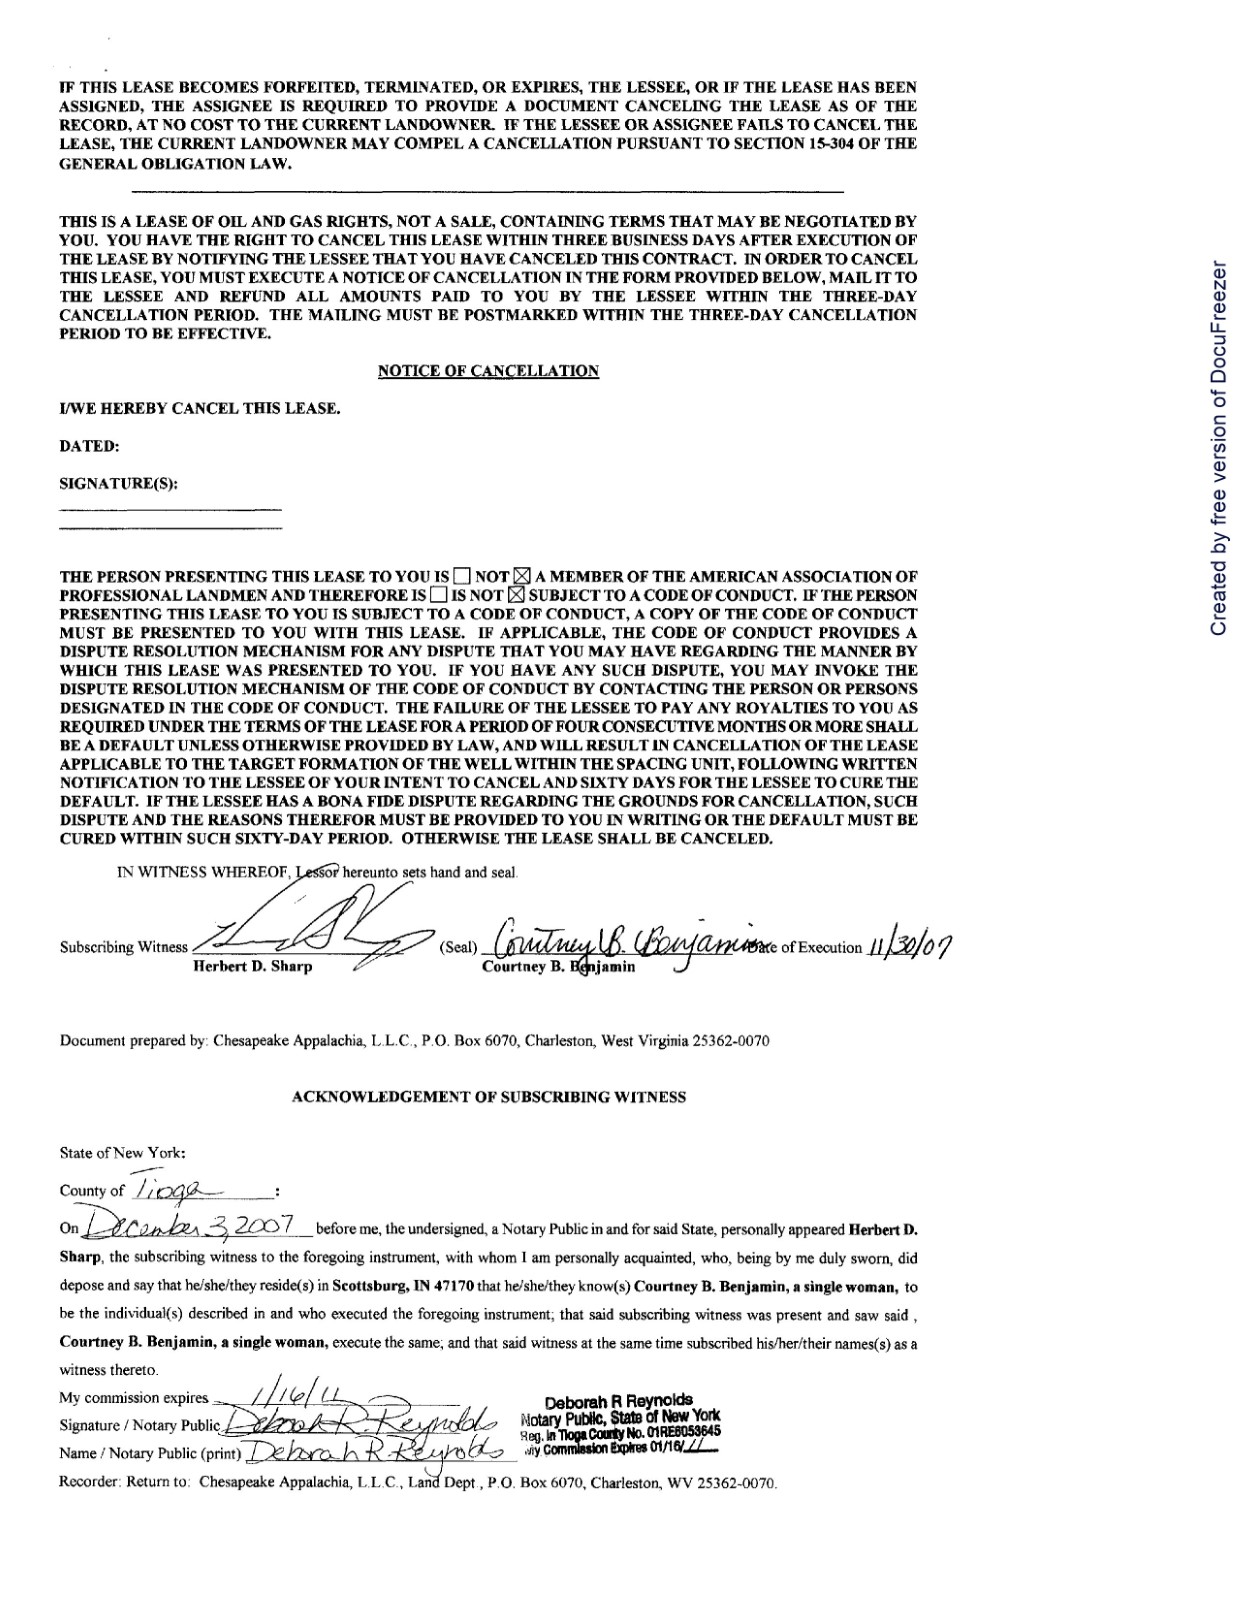 IF THIS LEASE BECOMES FORFEITED, TERMINATED, OR EXPIRES, THE LESSEE, OR IF THE LEASE HAS BEEN
ASSIGNED, THE ASSIGNEE IS REQUIRED TO PROVIDE A DOCUMENT CANCELING THE LEASE AS OF THE
RECORD, AT NO COST TO THE CURRENT LANDOWNER. IF THE LESSEE OR ASSIGNEE FAILS TO CANCEL THE
LEASE, THE CURRENT LANDOWNER MAY COMPEL A CANCELLATION PURSUANT TO SECTION 15-304 OF THE
GENERAL OBLIGATION LAW.
THIS IS A LEASE OF OIL AND GAS RIGHTS, NOT A SALE, CONTAINING TERMS THAT MAY BE NEGOTIATED BY
YOU. YOU HAVE THE RIGHT TO CANCEL THIS LEASE WITHIN THREE BUSINESS DAYS AFTER EXECUTION OF
THE LEASE BY NOTIFYING THE LESSEE THAT YOU HAVE CANCELED THIS CONTRACT. IN ORDER TO CANCEL
THIS LEASE, YOU MUST EXECUTE A NOTICE OF CANCELLATION IN THE FORM PROVIDED BELOW, MAIL IT TO
THE LESSEE AND REFUND ALL AMOUNTS PAID TO YOU BY THE LESSEE WITHIN THE THREE-DAY
CANCELLATION PERIOD. THE MAILING MUST BE POSTMARKED WITHIN THE THREE-DAY CANCELLATION
PERIOD TO BE EFFECTIVE.
NOTICE OF CANCELLATION
I/WE HEREBY CANCEL THIS LEASE.
DATED:
SIGNATURE(S):
THE PERSON PRESENTING THIS LEASE TO YOU IS ☐ NOT ☒ A MEMBER OF THE AMERICAN ASSOCIATION OF
PROFESSIONAL LANDMEN AND THEREFORE IS ☐ IS NOT ☒ SUBJECT TO A CODE OF CONDUCT. IF THE PERSON
PRESENTING THIS LEASE TO YOU IS SUBJECT TO A CODE OF CONDUCT, A COPY OF THE CODE OF CONDUCT
MUST BE PRESENTED TO YOU WITH THIS LEASE. IF APPLICABLE, THE CODE OF CONDUCT PROVIDES A
DISPUTE RESOLUTION MECHANISM FOR ANY DISPUTE THAT YOU MAY HAVE REGARDING THE MANNER BY
WHICH THIS LEASE WAS PRESENTED TO YOU. IF YOU HAVE ANY SUCH DISPUTE, YOU MAY INVOKE THE
DISPUTE RESOLUTION MECHANISM OF THE CODE OF CONDUCT BY CONTACTING THE PERSON OR PERSONS
DESIGNATED IN THE CODE OF CONDUCT. THE FAILURE OF THE LESSEE TO PAY ANY ROYALTIES TO YOU AS
REQUIRED UNDER THE TERMS OF THE LEASE FOR A PERIOD OF FOUR CONSECUTIVE MONTHS OR MORE SHALL
BE A DEFAULT UNLESS OTHERWISE PROVIDED BY LAW, AND WILL RESULT IN CANCELLATION OF THE LEASE
APPLICABLE TO THE TARGET FORMATION OF THE WELL WITHIN THE SPACING UNIT, FOLLOWING WRITTEN
NOTIFICATION TO THE LESSEE OF YOUR INTENT TO CANCEL AND SIXTY DAYS FOR THE LESSEE TO CURE THE
DEFAULT. IF THE LESSEE HAS A BONA FIDE DISPUTE REGARDING THE GROUNDS FOR CANCELLATION, SUCH
DISPUTE AND THE REASONS THEREFOR MUST BE PROVIDED TO YOU IN WRITING OR THE DEFAULT MUST BE
CURED WITHIN SUCH SIXTY-DAY PERIOD. OTHERWISE THE LEASE SHALL BE CANCELED.
IN WITNESS WHEREOF, Lessor hereunto sets hand and seal.
Subscribing Witness (Seal) Courtney B. Benjamin Date of Execution 11/30/07
Herbert D. Sharp Courtney B. Benjamin
Document prepared by: Chesapeake Appalachia, L.L.C., P.O. Box 6070, Charleston, West Virginia 25362-0070
ACKNOWLEDGEMENT OF SUBSCRIBING WITNESS
State of New York:
County of Tioga :
On December 3, 2007 before me, the undersigned, a Notary Public in and for said State, personally appeared Herbert D.
Sharp, the subscribing witness to the foregoing instrument, with whom I am personally acquainted, who, being by me duly sworn, did
depose and say that he/she/they reside(s) in Scottsburg, IN 47170 that he/she/they know(s) Courtney B. Benjamin, a single woman, to
be the individual(s) described in and who executed the foregoing instrument; that said subscribing witness was present and saw said ,
Courtney B. Benjamin, a single woman, execute the same; and that said witness at the same time subscribed his/her/their names(s) as a
witness thereto.
My commission expires 1/16/11
Signature / Notary Public Deborah R. Reynolds
Name / Notary Public (print) Deborah R Reynolds
Deborah R Reynolds
Notary Public, State of New York
Reg. in Tioga County No. 01RE6053645
My Commission Expires 01/16/11
Recorder: Return to: Chesapeake Appalachia, L.L.C., Land Dept., P.O. Box 6070, Charleston, WV 25362-0070.
Created by free version of DocuFreezer